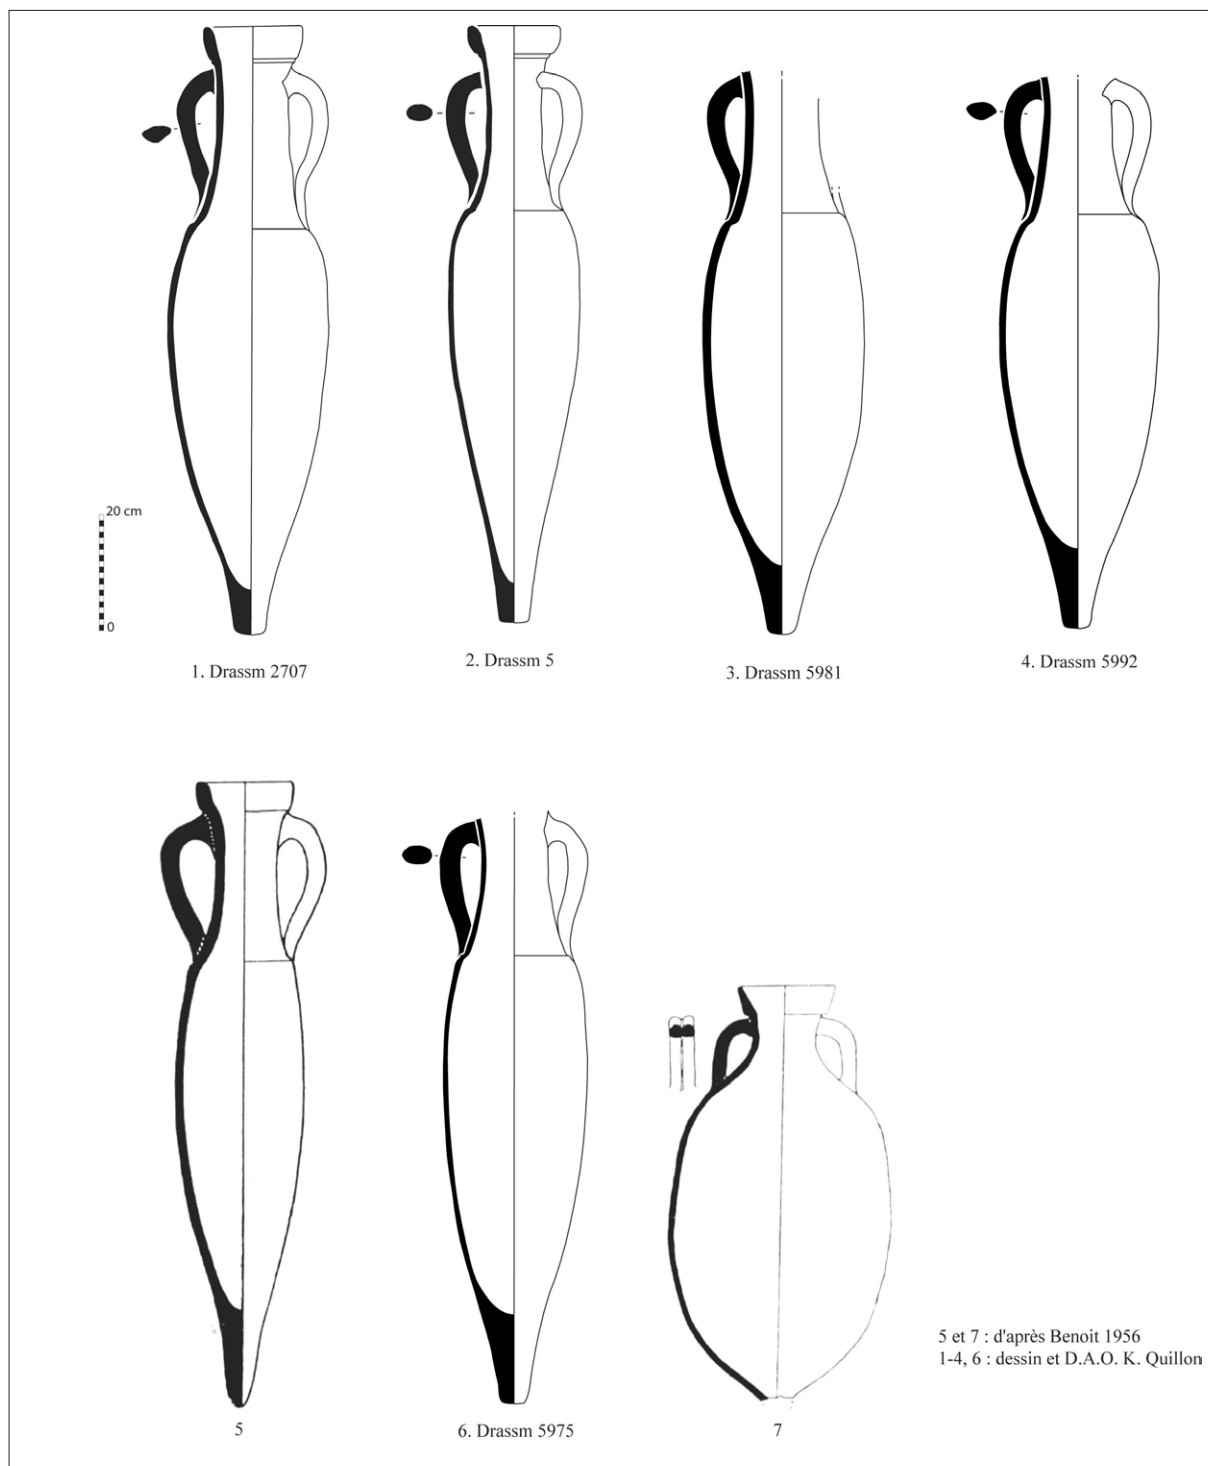 20 cm
0
1. Drassm 2707
2. Drassm 5
3. Drassm 5981
4. Drassm 5992
5
6. Drassm 5975
7
5 et 7 : d'après Benoit 1956
1-4, 6 : dessin et D.A.O. K. Quillon